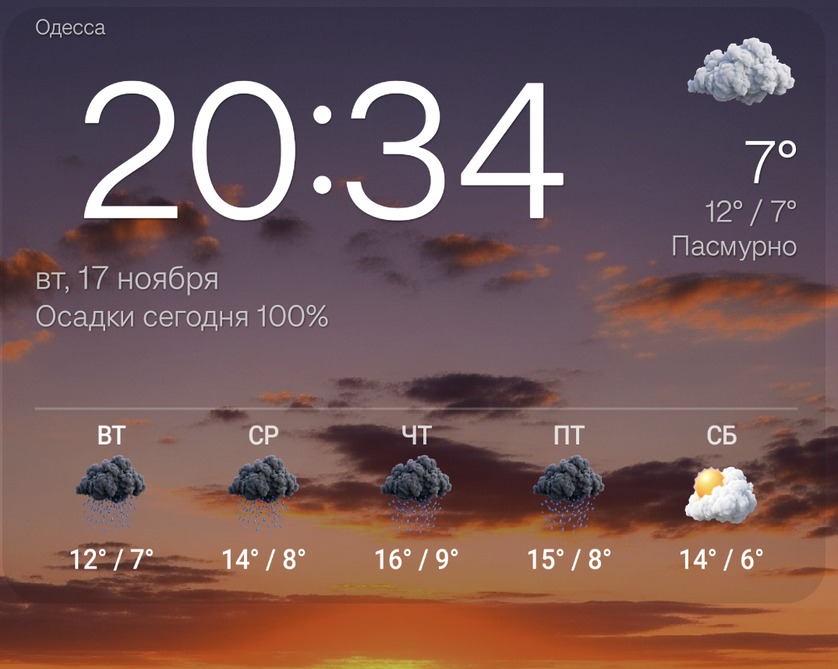 Одесса
20:34
7°
12° / 7°
Пасмурно
вт, 17 ноября
Осадки сегодня 100%
ВТ СР ЧТ ПТ СБ
12° / 7° 14° / 8° 16° / 9° 15° / 8° 14° / 6°